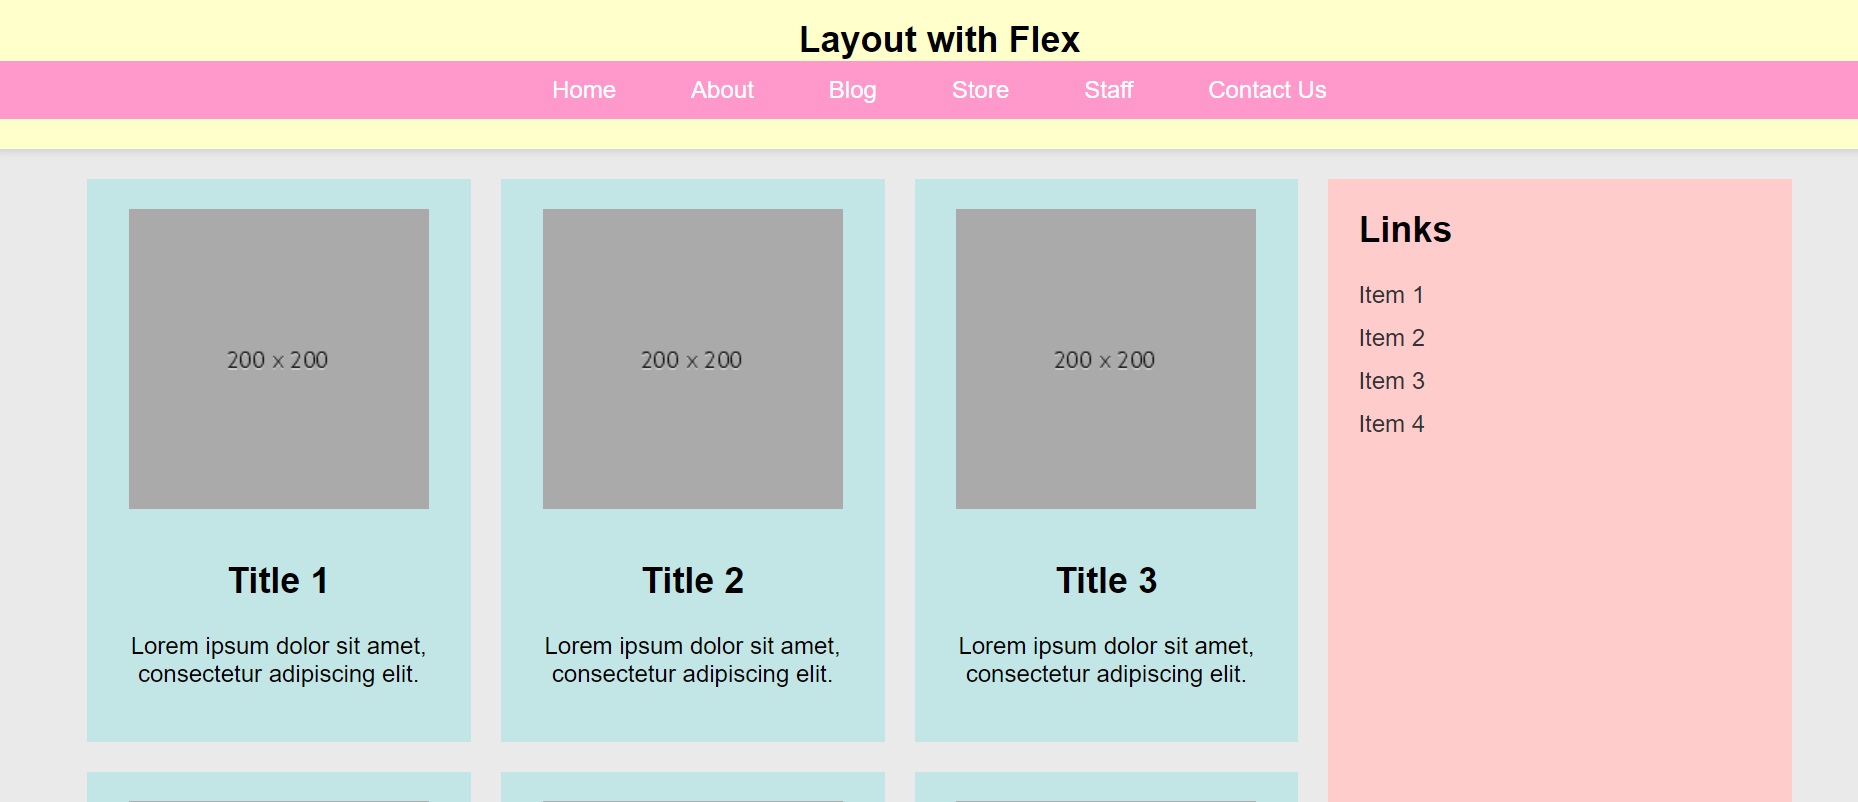 Layout with Flex
Home About Blog Store Staff Contact Us
200 x 200
Title 1
Lorem ipsum dolor sit amet,
consectetur adipiscing elit.
200 x 200
Title 2
Lorem ipsum dolor sit amet,
consectetur adipiscing elit.
200 x 200
Title 3
Lorem ipsum dolor sit amet,
consectetur adipiscing elit.
Links
Item 1
Item 2
Item 3
Item 4